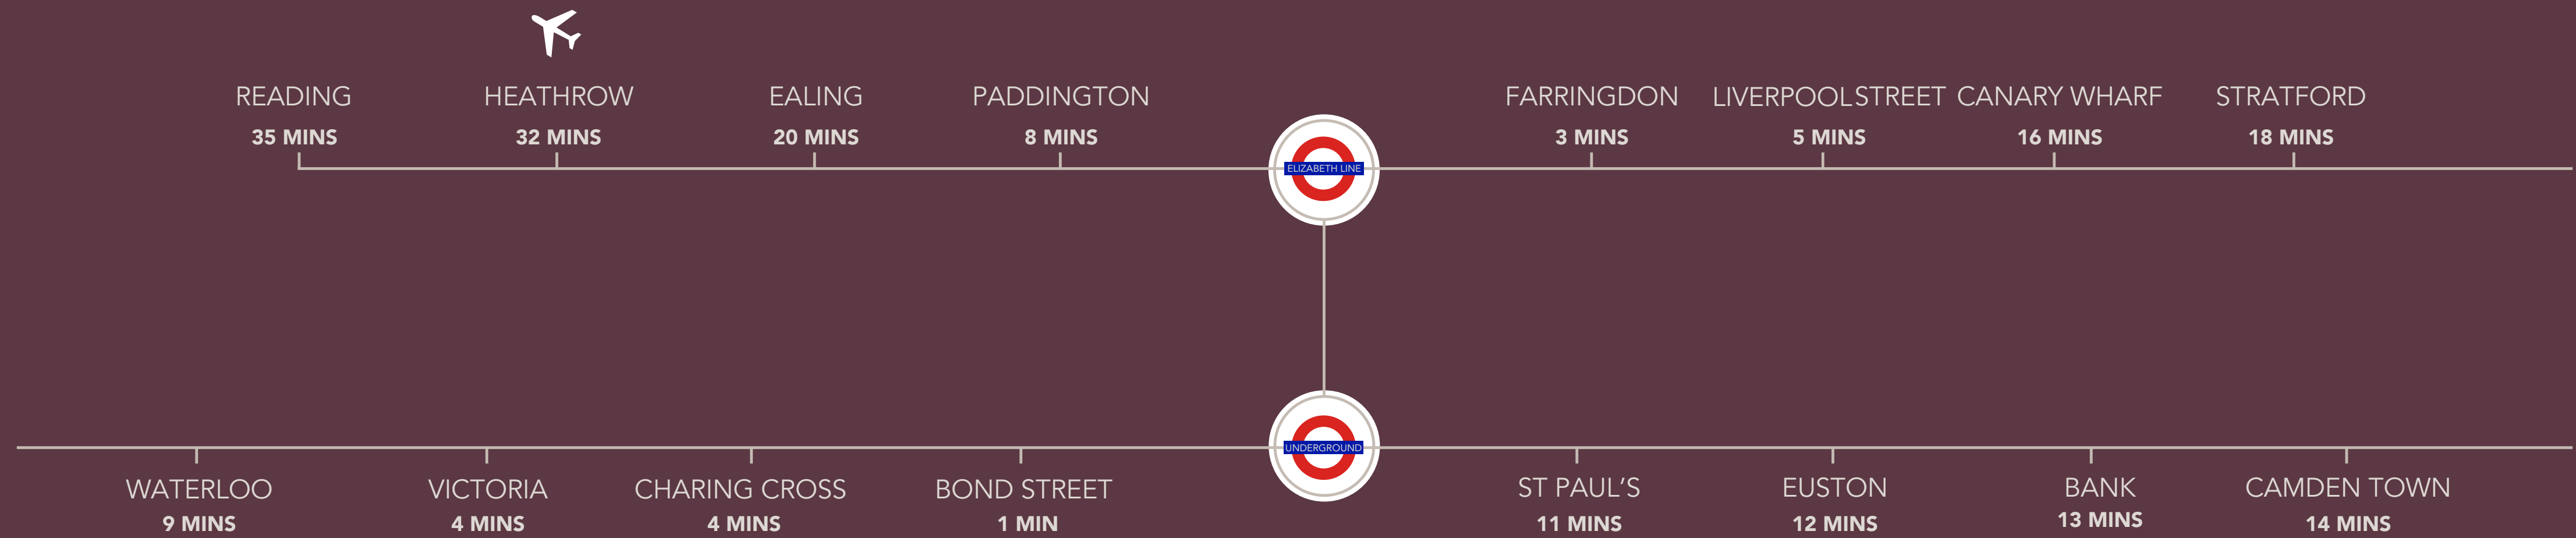 READING HEATHROW EALING PADDINGTON FARRINGDON LIVERPOOL STREET CANARY WHARF STRATFORD
35 MINS 32 MINS 20 MINS 8 MINS 3 MINS 5 MINS 16 MINS 18 MINS
ELIZABETH LINE
UNDERGROUND
WATERLOO VICTORIA CHARING CROSS BOND STREET ST PAUL’S EUSTON BANK CAMDEN TOWN
9 MINS 4 MINS 4 MINS 1 MIN 11 MINS 12 MINS 13 MINS 14 MINS